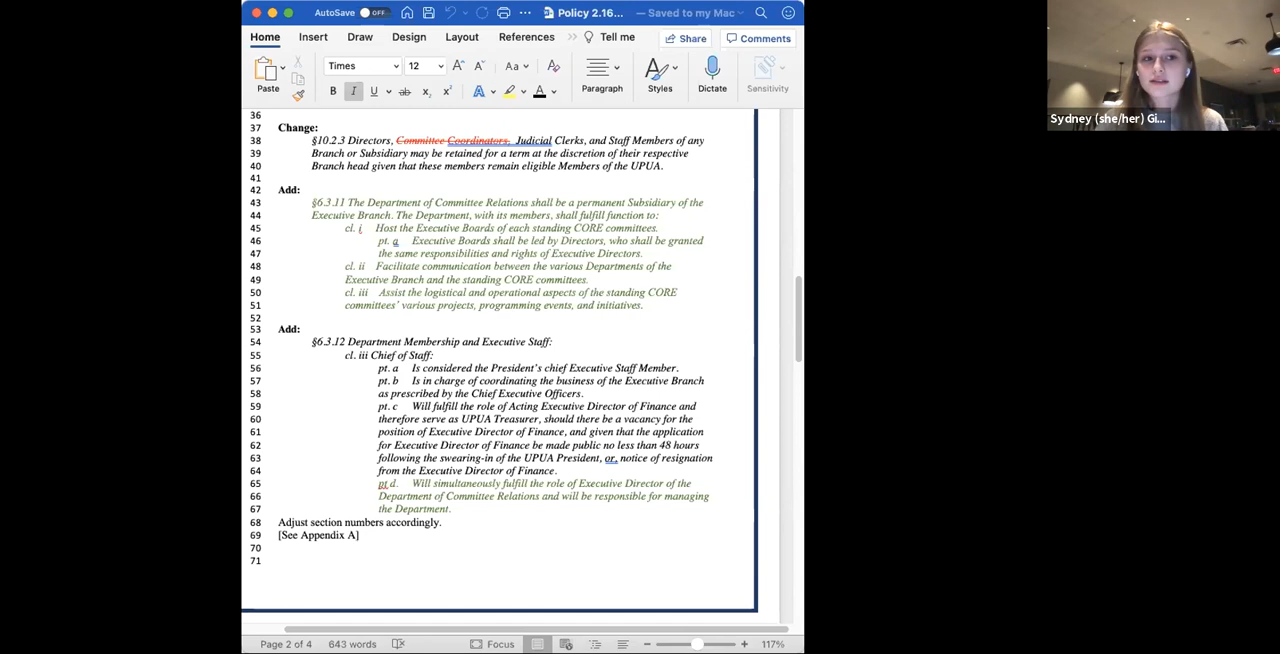 AutoSave OFF Policy 2.16... — Saved to my Mac
Home Insert Draw Design Layout References Tell me Share Comments
Paste Times 12 Aa Paragraph Styles Dictate Sensitivity
B I U ab x x A A
Sydney (she/her) Gi...
36
37 Change:
38 §10.2.3 Directors, Committee Coordinators, Judicial Clerks, and Staff Members of any
39 Branch or Subsidiary may be retained for a term at the discretion of their respective
40 Branch head given that these members remain eligible Members of the UPUA.
41
42 Add:
43 §6.3.11 The Department of Committee Relations shall be a permanent Subsidiary of the
44 Executive Branch. The Department, with its members, shall fulfill function to:
45 cl. i Host the Executive Boards of each standing CORE committees.
46 pt. a Executive Boards shall be led by Directors, who shall be granted
47 the same responsibilities and rights of Executive Directors.
48 cl. ii Facilitate communication between the various Departments of the
49 Executive Branch and the standing CORE committees.
50 cl. iii Assist the logistical and operational aspects of the standing CORE
51 committees' various projects, programming events, and initiatives.
52
53 Add:
54 §6.3.12 Department Membership and Executive Staff:
55 cl. iii Chief of Staff:
56 pt. a Is considered the President's chief Executive Staff Member.
57 pt. b Is in charge of coordinating the business of the Executive Branch
58 as prescribed by the Chief Executive Officers.
59 pt. c Will fulfill the role of Acting Executive Director of Finance and
60 therefore serve as UPUA Treasurer, should there be a vacancy for the
61 position of Executive Director of Finance, and given that the application
62 for Executive Director of Finance be made public no less than 48 hours
63 following the swearing-in of the UPUA President, or, notice of resignation
64 from the Executive Director of Finance.
65 pt d. Will simultaneously fulfill the role of Executive Director of the
66 Department of Committee Relations and will be responsible for managing
67 the Department.
68 Adjust section numbers accordingly.
69 [See Appendix A]
70
71
Page 2 of 4 643 words Focus 117%